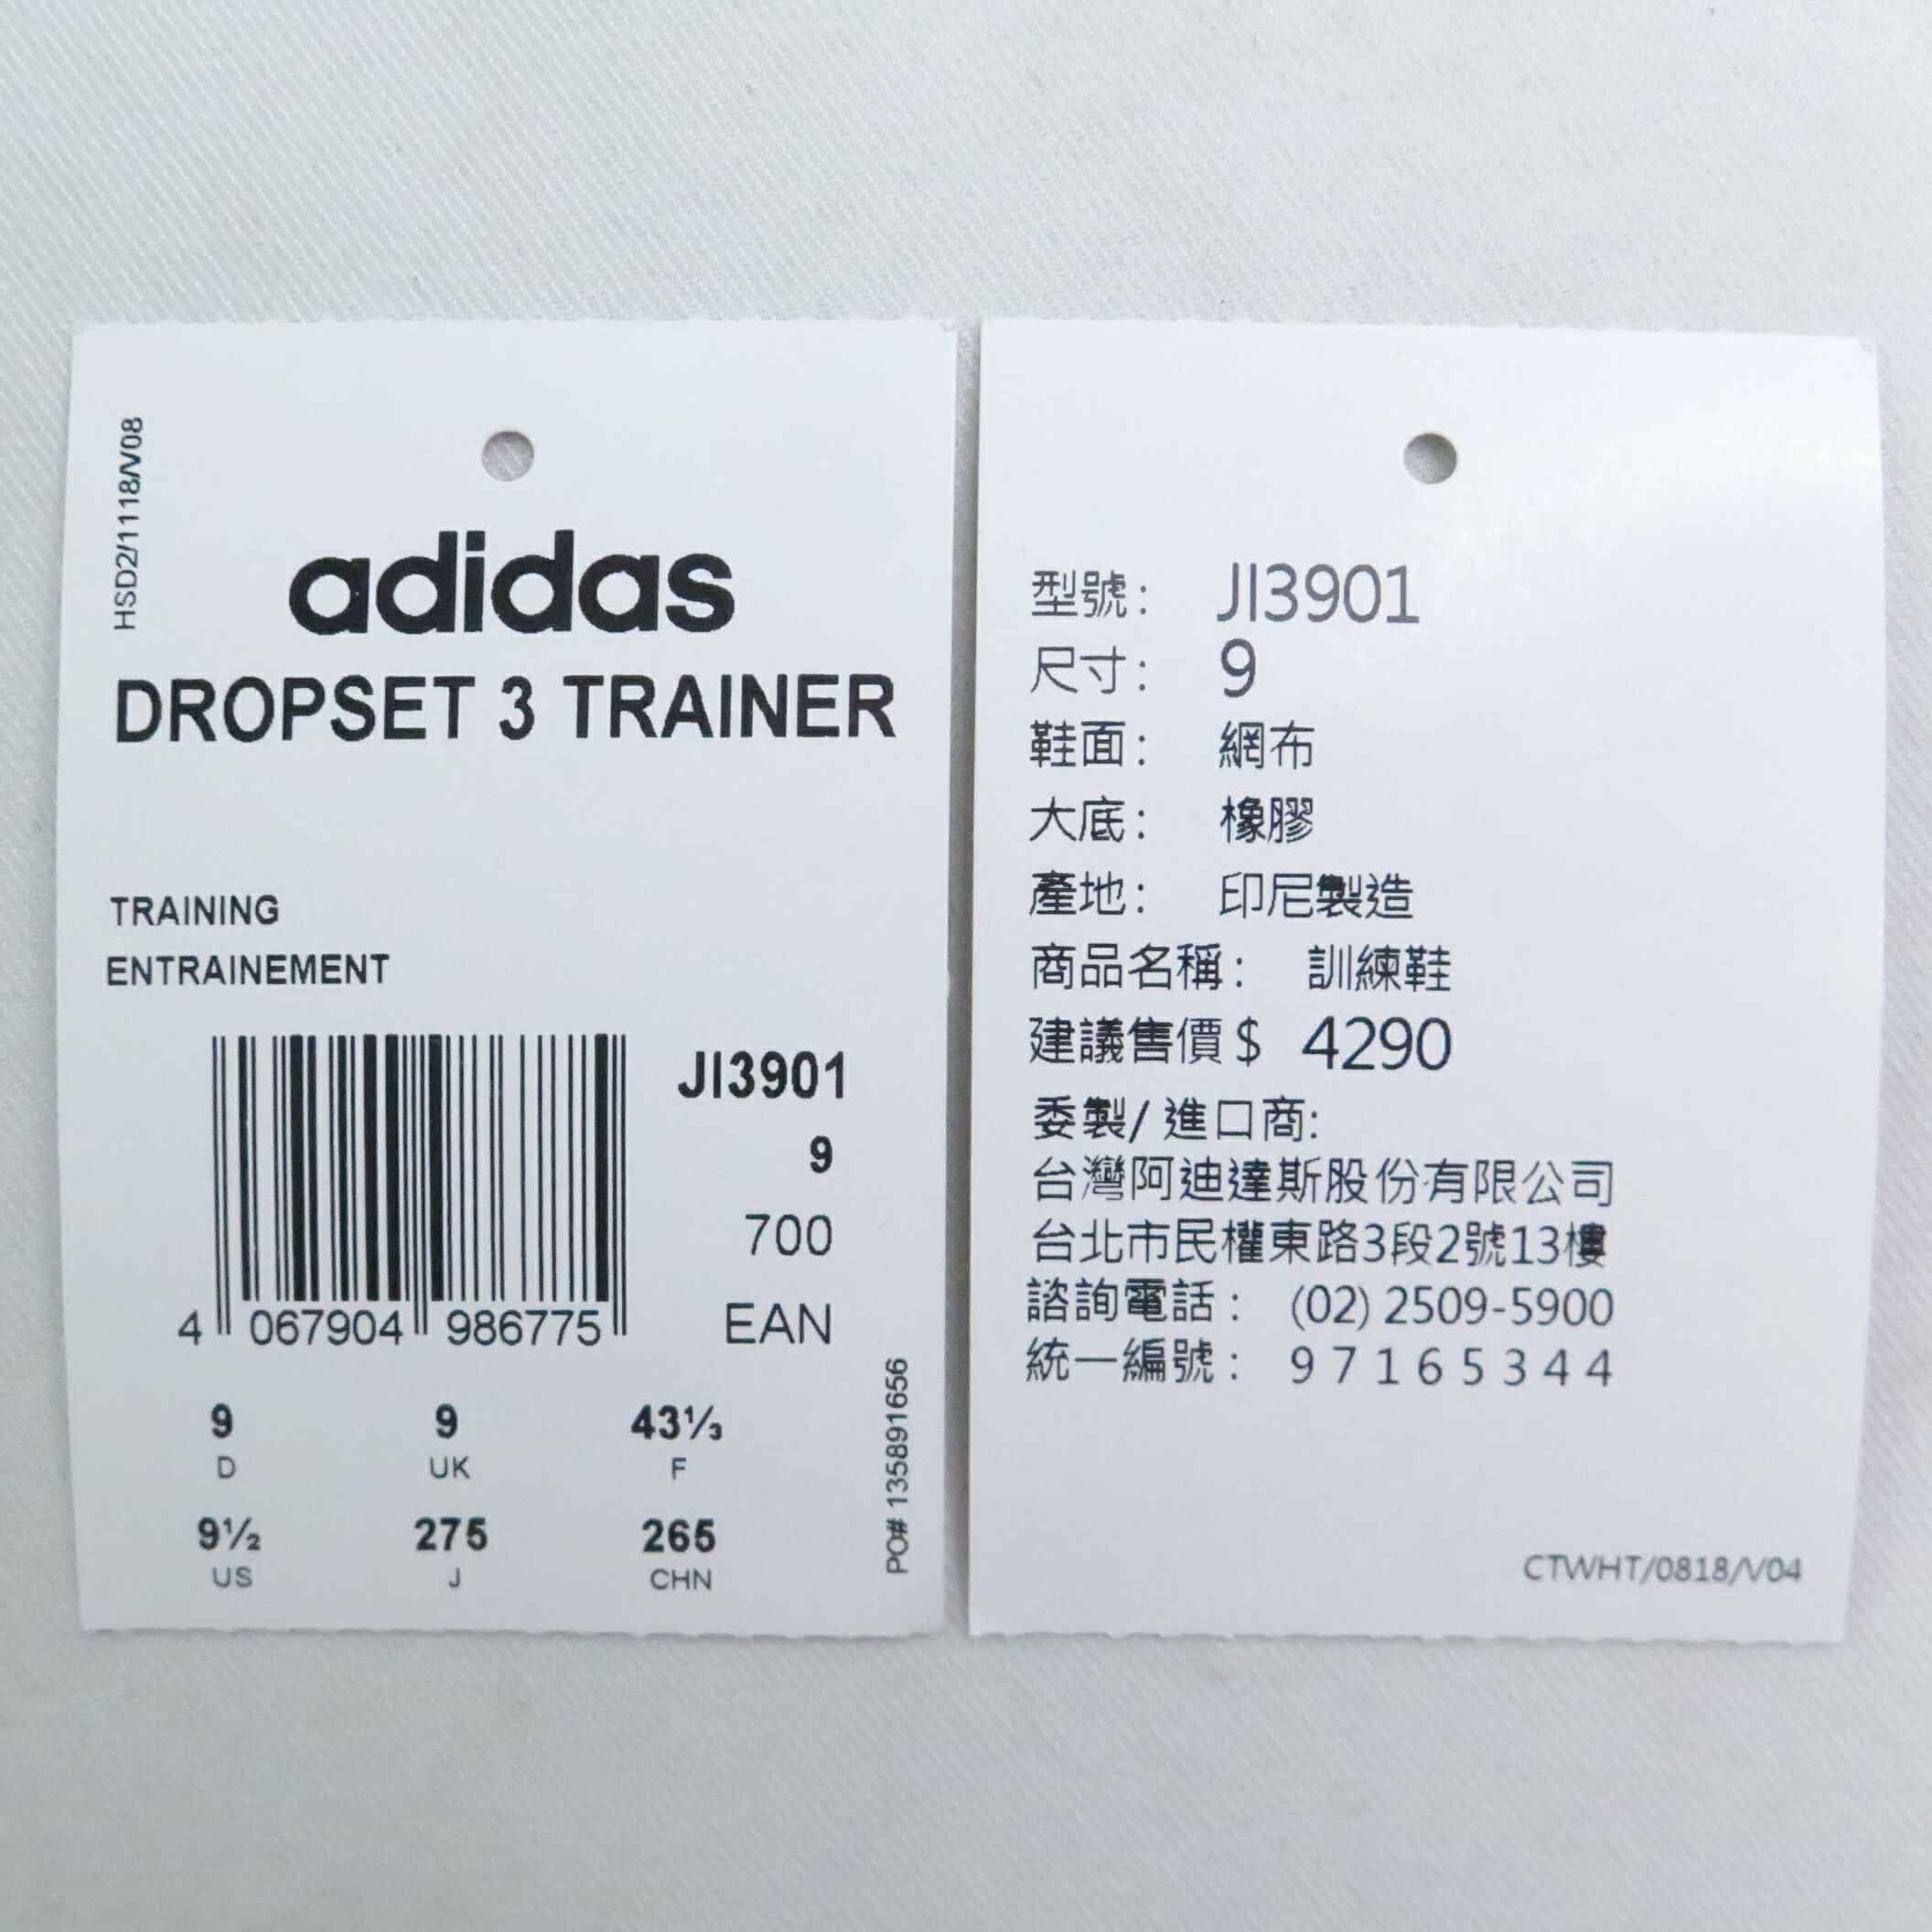 HSD2/1118/V08
adidas
DROPSET 3 TRAINER
TRAINING
ENTRAINEMENT
JI3901
9
700
EAN
4 067904 986775
9 9 43⅓
D UK F
9½ 275 265
US J CHN
PO# 135891656
型號: JI3901
尺寸: 9
鞋面: 網布
大底: 橡膠
產地: 印尼製造
商品名稱: 訓練鞋
建議售價$ 4290
委製/ 進口商:
台灣阿迪達斯股份有限公司
台北市民權東路3段2號13樓
諮詢電話: (02) 2509-5900
統一編號: 97165344
CTWHT/0818/V04